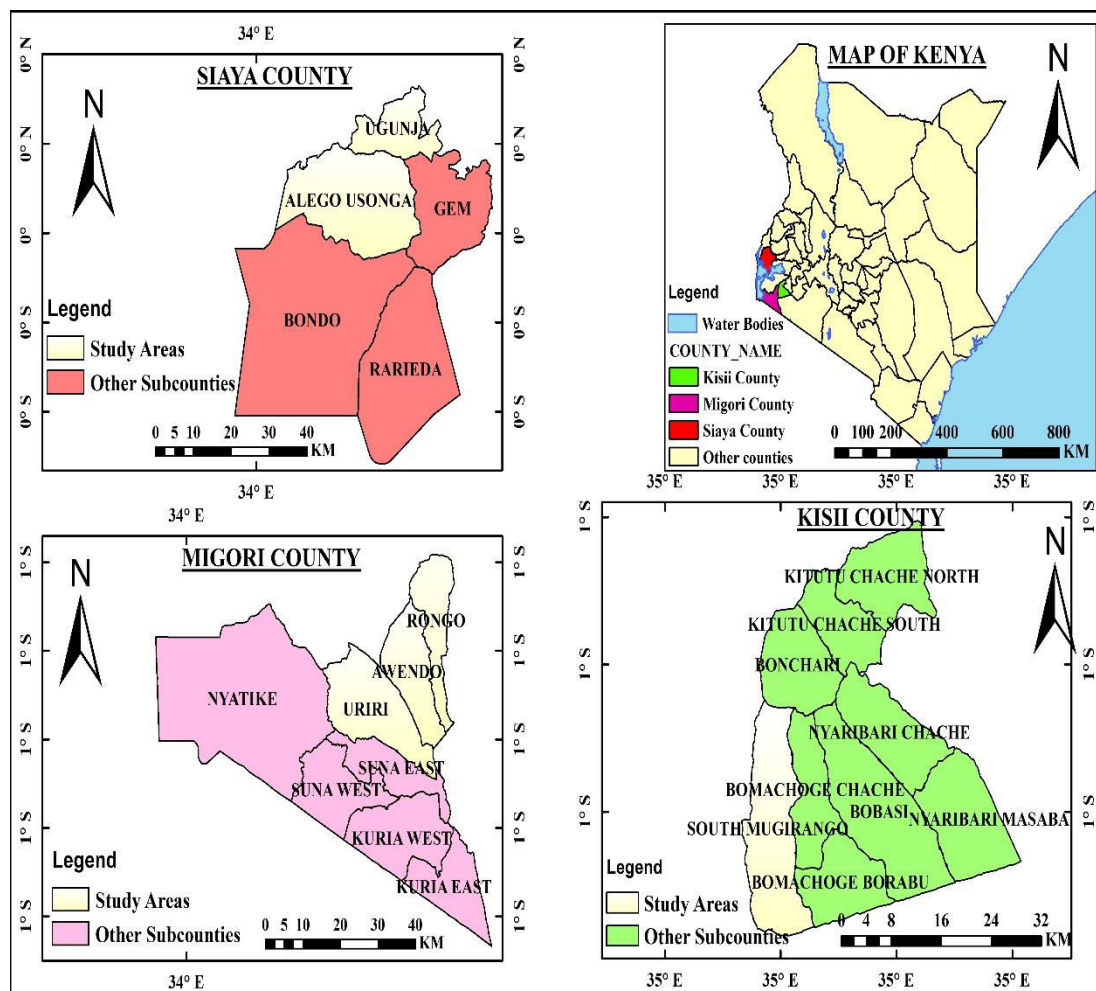 34° E
SIAYA COUNTY
N
0° N
0° N
0° N
0° N
UGUNJA
ALEGO USONGA
GEM
0°
0°
BONDO
RARIEDA
0° S
0° S
0° S
0° S
Legend
Study Areas
Other Subcounties
0 5 10 20 30 40
KM
34° E
MAP OF KENYA
N
Legend
Water Bodies
COUNTY_NAME
Kisii County
Migori County
Siaya County
Other counties
0 100 200 400 600 800
KM
35° E
35° E
35° E
35° E
34° E
MIGORI COUNTY
N
1° S
1° S
1° S
1° S
1° S
1° S
1° S
1° S
1° S
1° S
RONGO
AWENDO
NYATIKE
URIRI
SUNA EAST
SUNA WEST
KURIA WEST
KURIA EAST
Legend
Study Areas
Other Subcounties
0 5 10 20 30 40
KM
34° E
KISII COUNTY
N
1° S
1° S
1° S
1° S
1° S
1° S
KITUTU CHACHE NORTH
KITUTU CHACHE SOUTH
BONCHARI
NYARIBARI CHACHE
BOMACHOGE CHACHE
BOBASI
NYARIBARI MASABA
SOUTH MUGIRANGO
BOMACHOGE BORABU
Legend
Study Areas
Other Subcounties
0 4 8 16 24 32
KM
35° E
35° E
35° E
35° E